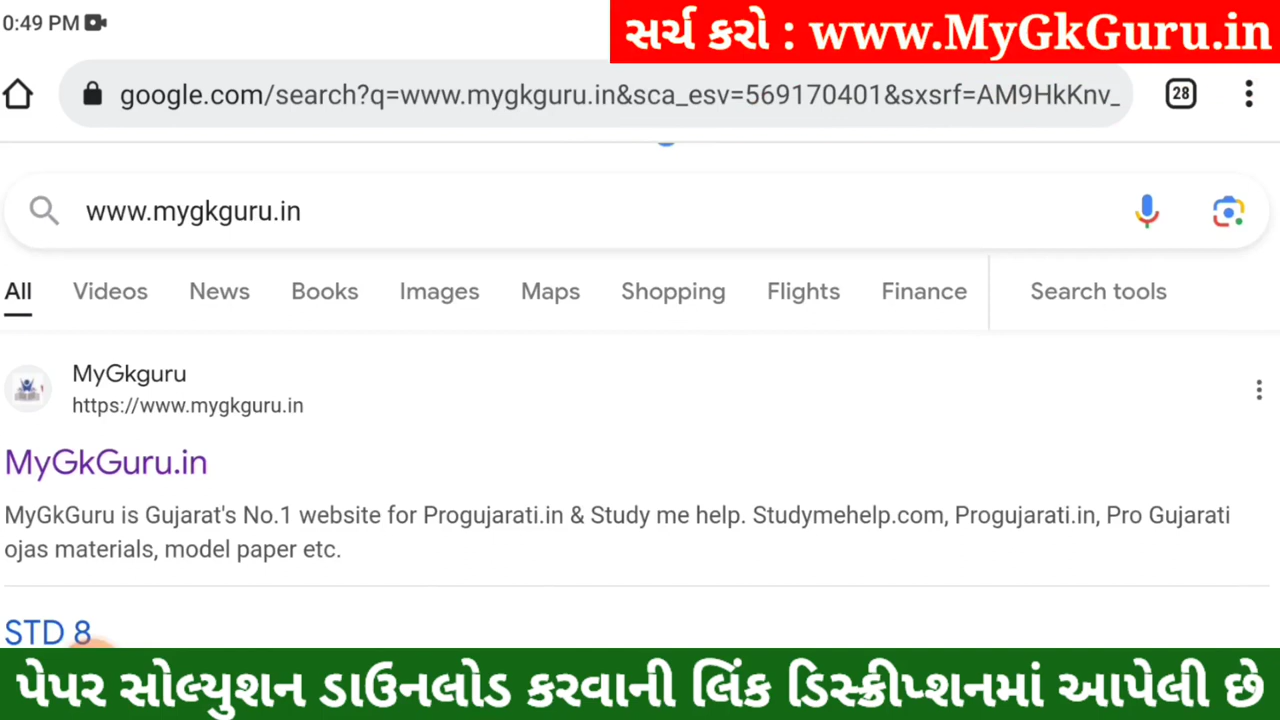 0:49 PM
સર્ચ કરો : www.MyGkGuru.in
google.com/search?q=www.mygkguru.in&sca_esv=569170401&sxsrf=AM9HkKnv_
28
www.mygkguru.in
All Videos News Books Images Maps Shopping Flights Finance Search tools
MyGkguru
https://www.mygkguru.in
MyGkGuru.in
MyGkGuru is Gujarat's No.1 website for Progujarati.in & Study me help. Studymehelp.com, Progujarati.in, Pro Gujarati
ojas materials, model paper etc.
STD 8
પેપર સોલ્યુશન ડાઉનલોડ કરવાની લિંક ડિસ્ક્રીપ્શનમાં આપેલી છે